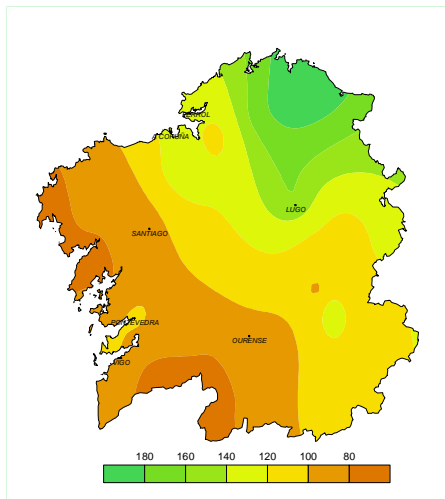 FERROL
A CORUÑA
LUGO
SANTIAGO
PONTEVEDRA
OURENSE
VIGO
180 160 140 120 100 80